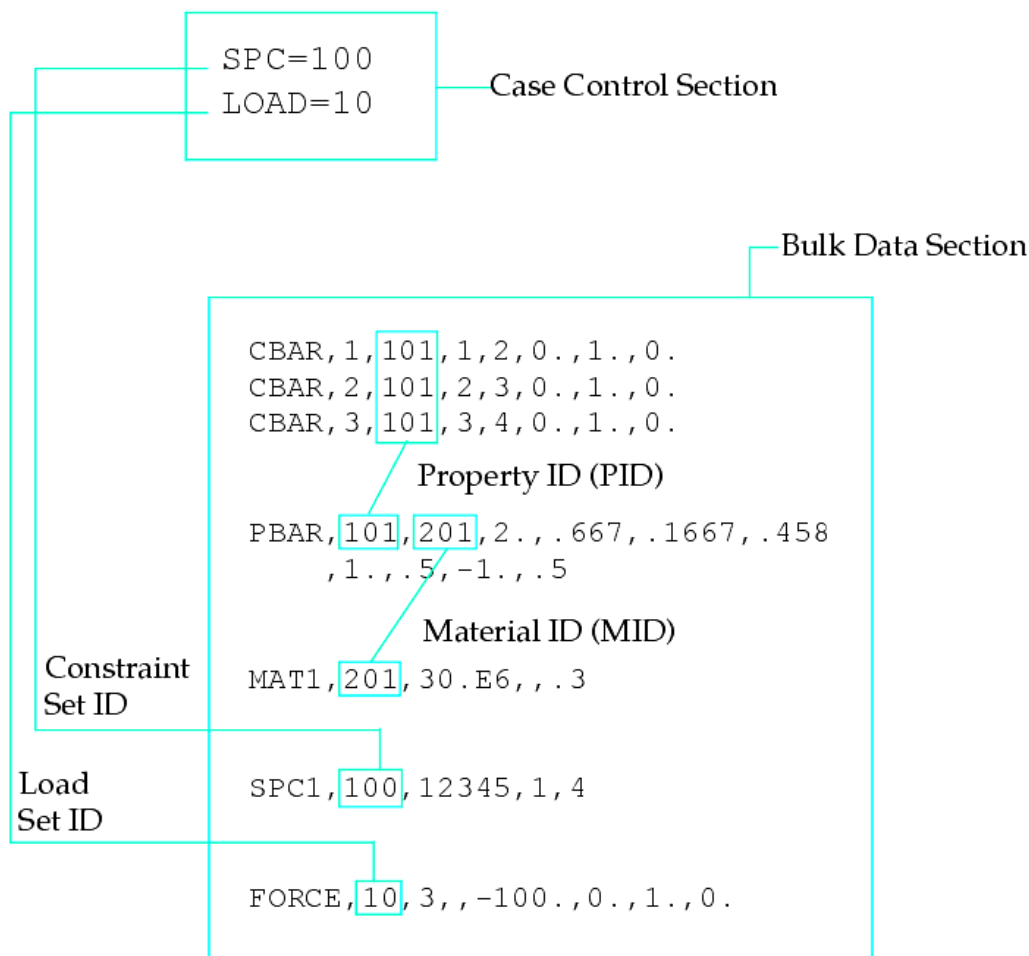 SPC=100
LOAD=10
Case Control Section
Bulk Data Section
CBAR,1,101,1,2,0.,1.,0.
CBAR,2,101,2,3,0.,1.,0.
CBAR,3,101,3,4,0.,1.,0.
Property ID (PID)
PBAR,101,201,2.,.667,.1667,.458
,1.,.5,-1.,.5
Material ID (MID)
MAT1,201,30.E6,,.3
Constraint
Set ID
SPC1,100,12345,1,4
Load
Set ID
FORCE,10,3,,-100.,0.,1.,0.